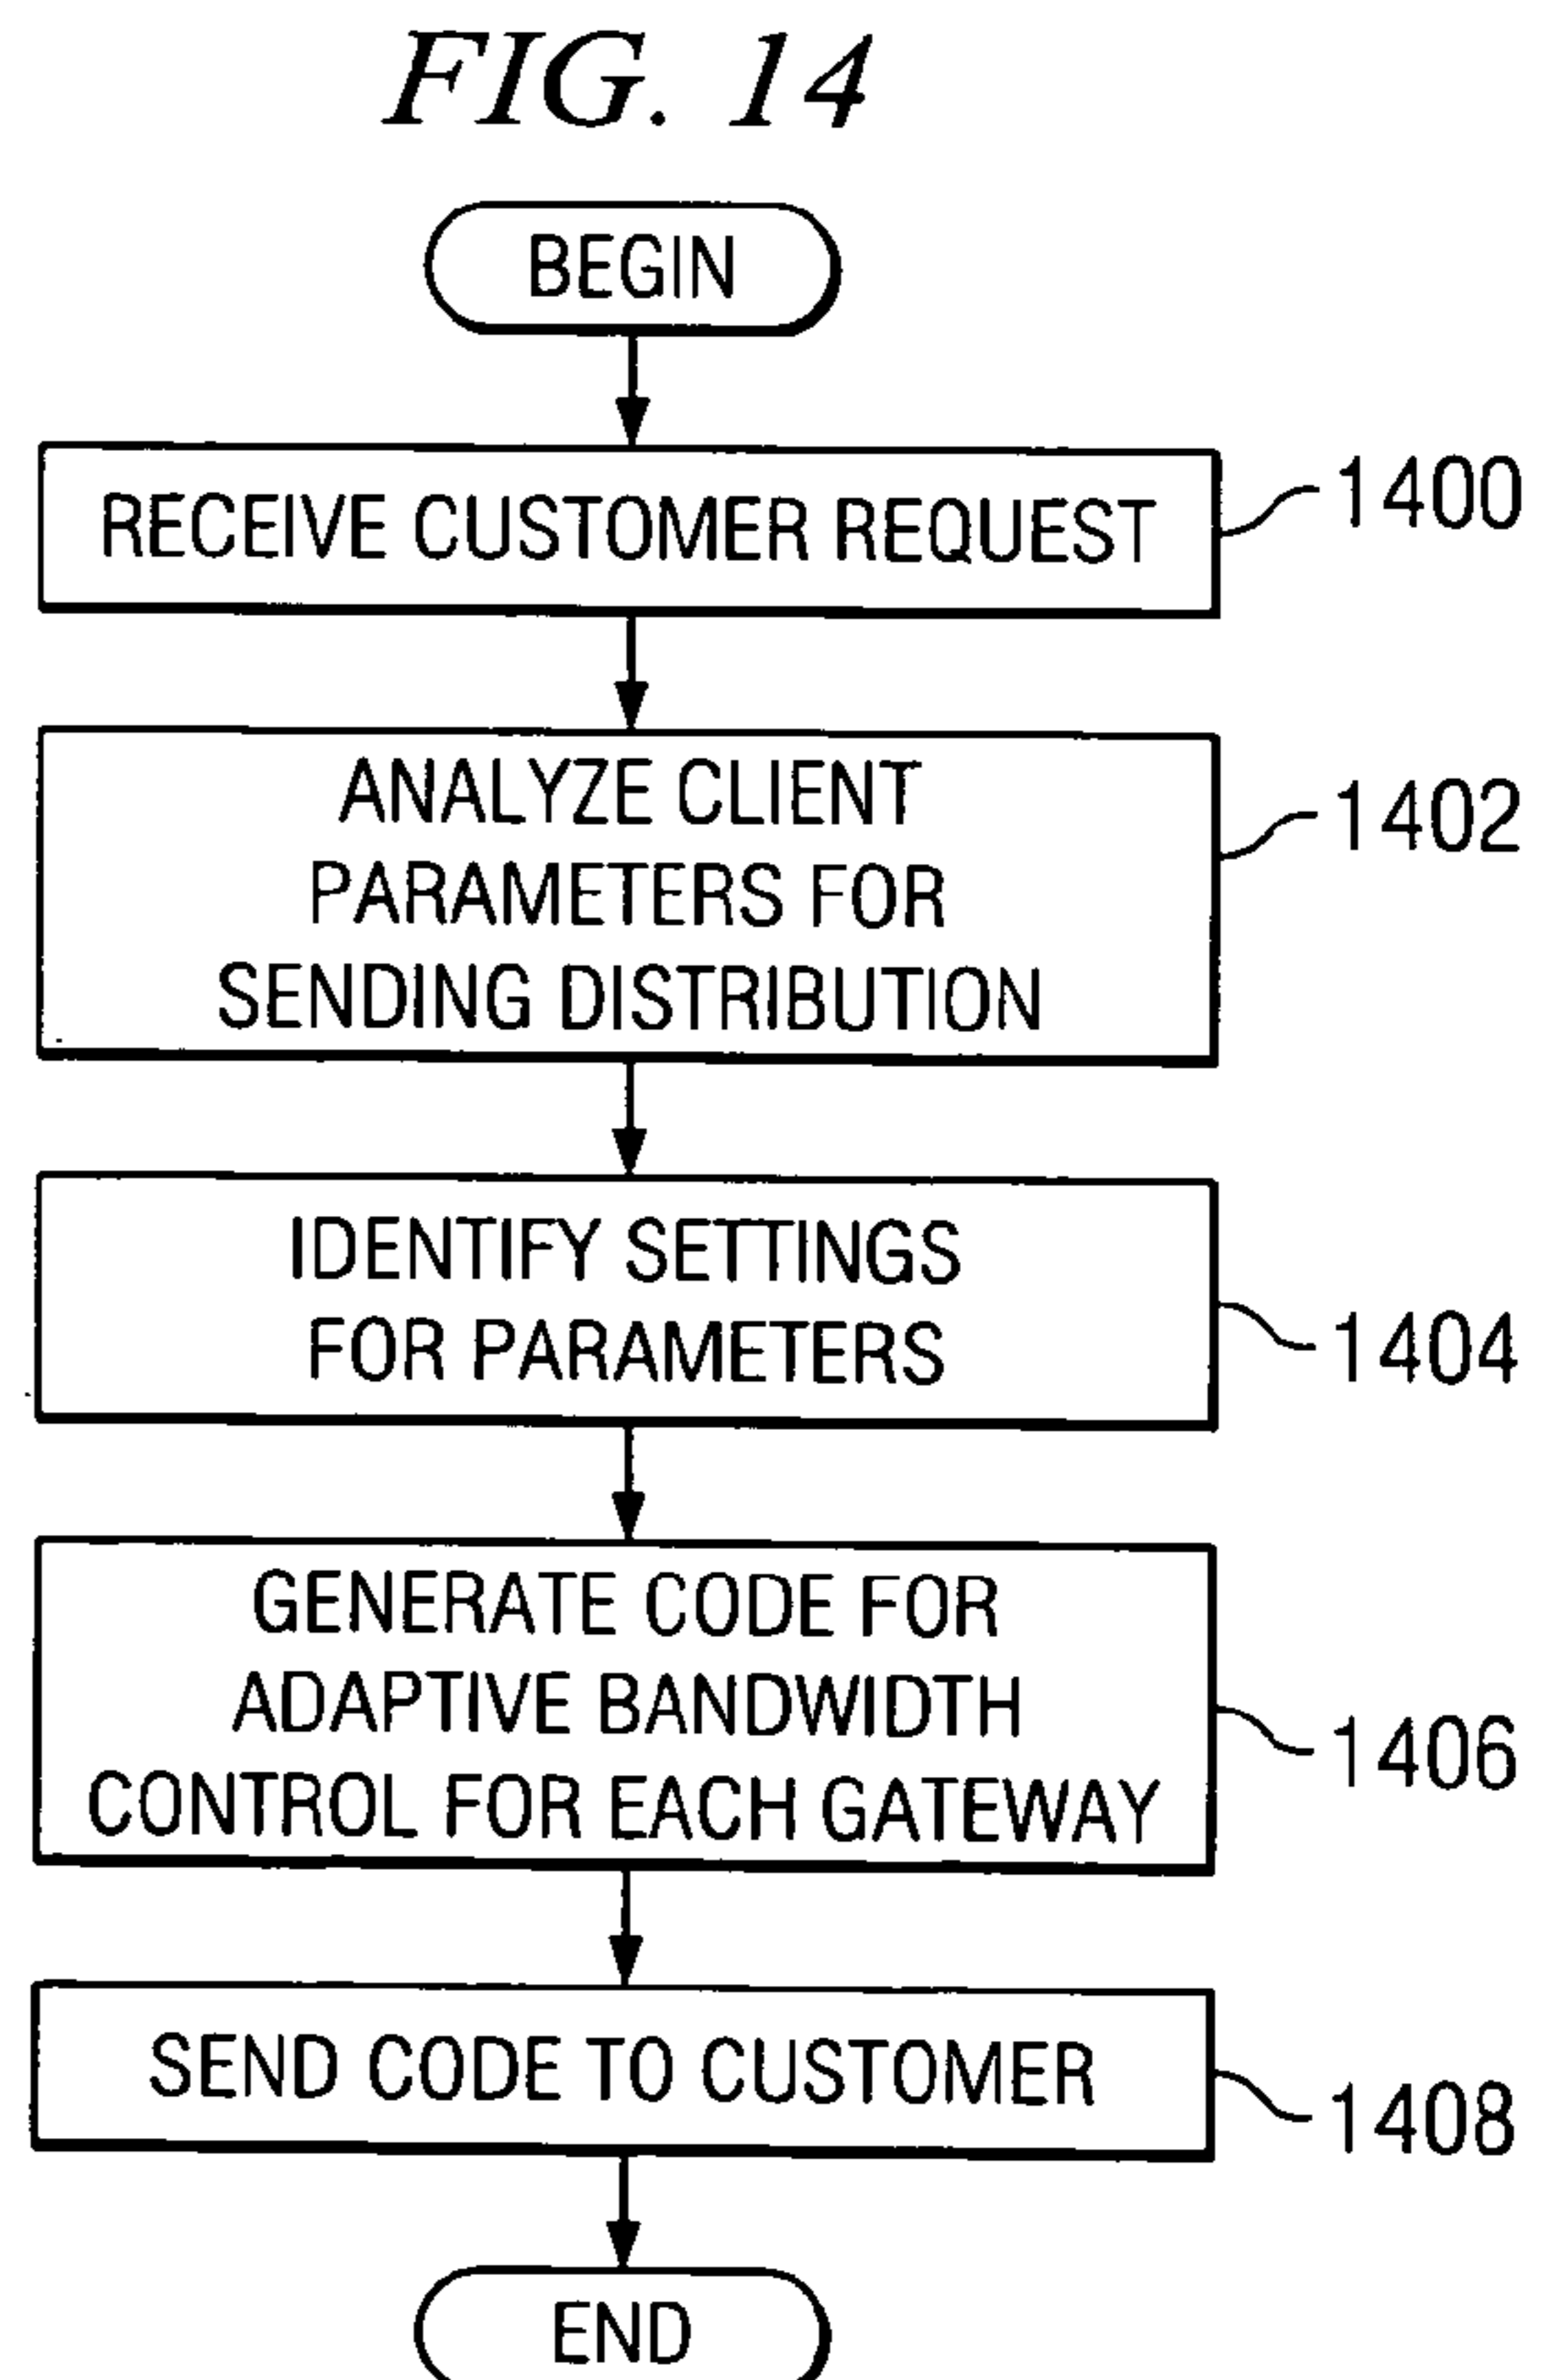 FIG. 14
BEGIN
RECEIVE CUSTOMER REQUEST
1400
ANALYZE CLIENT
PARAMETERS FOR
SENDING DISTRIBUTION
1402
IDENTIFY SETTINGS
FOR PARAMETERS
1404
GENERATE CODE FOR
ADAPTIVE BANDWIDTH
CONTROL FOR EACH GATEWAY
1406
SEND CODE TO CUSTOMER
1408
END